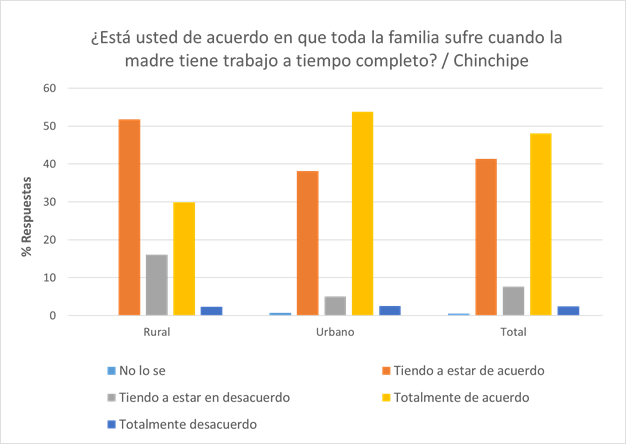 ¿Está usted de acuerdo en que toda la familia sufre cuando la
madre tiene trabajo a tiempo completo? / Chinchipe
60
50
40
30
20
10
0
% Respuestas
Rural
Urbano
Total
No lo se
Tiendo a estar de acuerdo
Tiendo a estar en desacuerdo
Totalmente de acuerdo
Totalmente desacuerdo